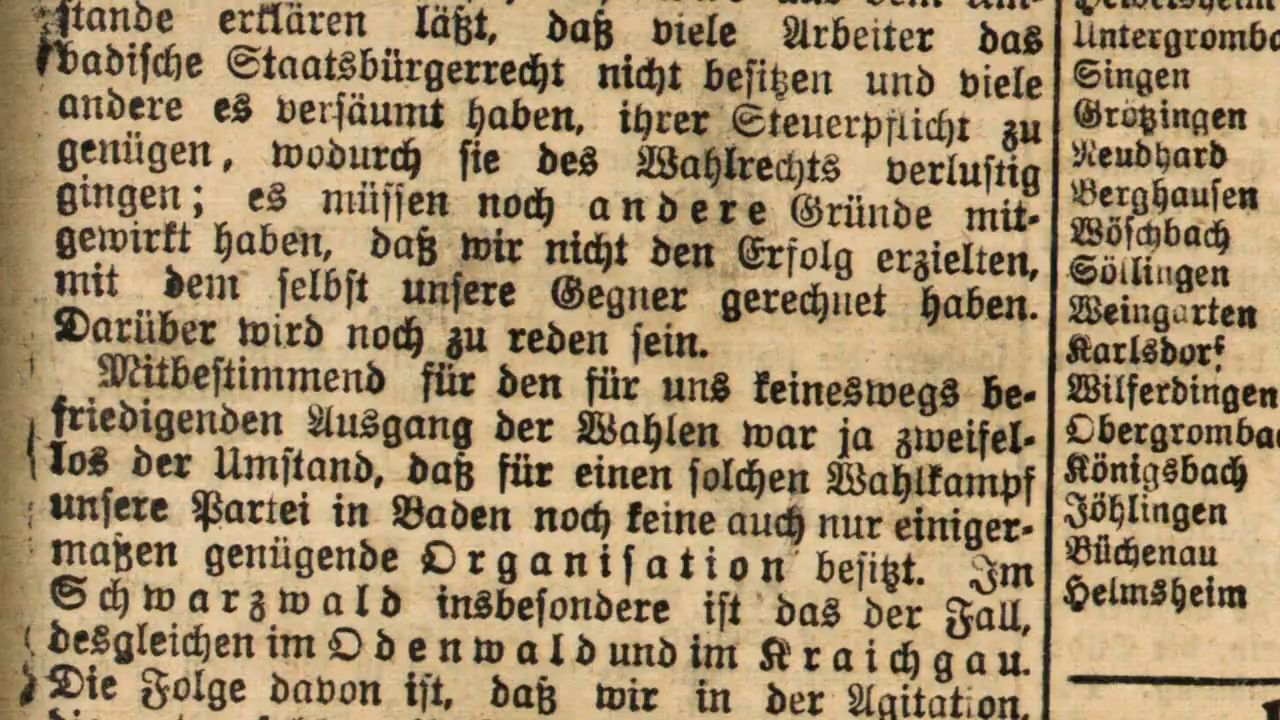 stande erklären läßt, daß viele Arbeiter das
badische Staatsbürgerrecht nicht besitzen und viele
andere es versäumt haben, ihrer Steuerpflicht zu
genügen, wodurch sie des Wahlrechts verlustig
gingen; es müssen noch andere Gründe mit-
gewirkt haben, daß wir nicht den Erfolg erzielten,
mit dem selbst unsere Gegner gerechnet haben.
Darüber wird noch zu reden sein.
Mitbestimmend für den für uns keineswegs be-
friedigenden Ausgang der Wahlen war ja zweifel-
los der Umstand, daß für einen solchen Wahlkampf
unsere Partei in Baden noch keine auch nur einiger-
maßen genügende Organisation besitzt. Im
Schwarzwald insbesondere ist das der Fall,
desgleichen im Odenwald und im Kraichgau.
Die Folge davon ist, daß wir in der Agitation,
Untergromba
Singen
Grötzingen
Neudhard
Berghausen
Wöschbach
Söllingen
Weingarten
Karlsdorf
Wilferdingen
Obergromba
Königsbach
Jöhlingen
Büchenau
Helmsheim